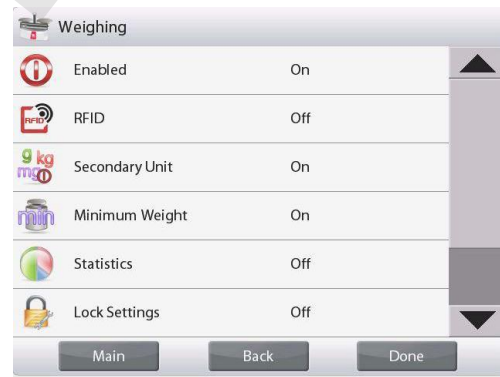 Weighing
Enabled On
RFID
RFID Off
g kg
mg
Secondary Unit On
min
Minimum Weight On
Statistics Off
Lock Settings Off
Main Back Done